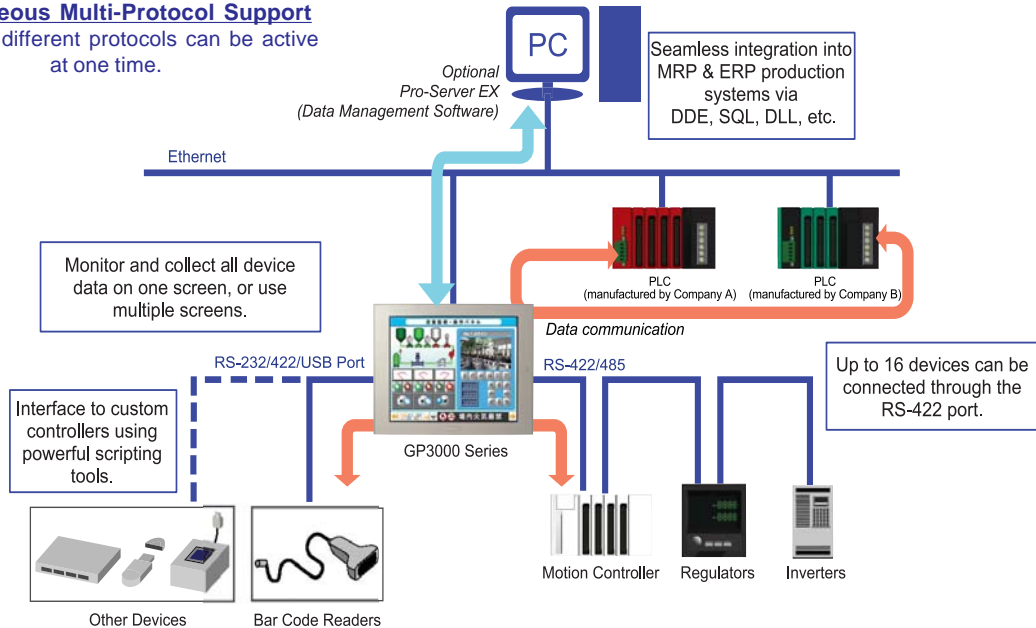 eous Multi-Protocol Support
different protocols can be active
at one time.
PC
Optional
Pro-Server EX
(Data Management Software)
Seamless integration into
MRP & ERP production
systems via
DDE, SQL, DLL, etc.
Ethernet
Monitor and collect all device
data on one screen, or use
multiple screens.
PLC
(manufactured by Company A)
PLC
(manufactured by Company B)
Data communication
RS-232/422/USB Port
RS-422/485
Up to 16 devices can be
connected through the
RS-422 port.
Interface to custom
controllers using
powerful scripting
tools.
GP3000 Series
Motion Controller
Regulators
Inverters
Other Devices
Bar Code Readers